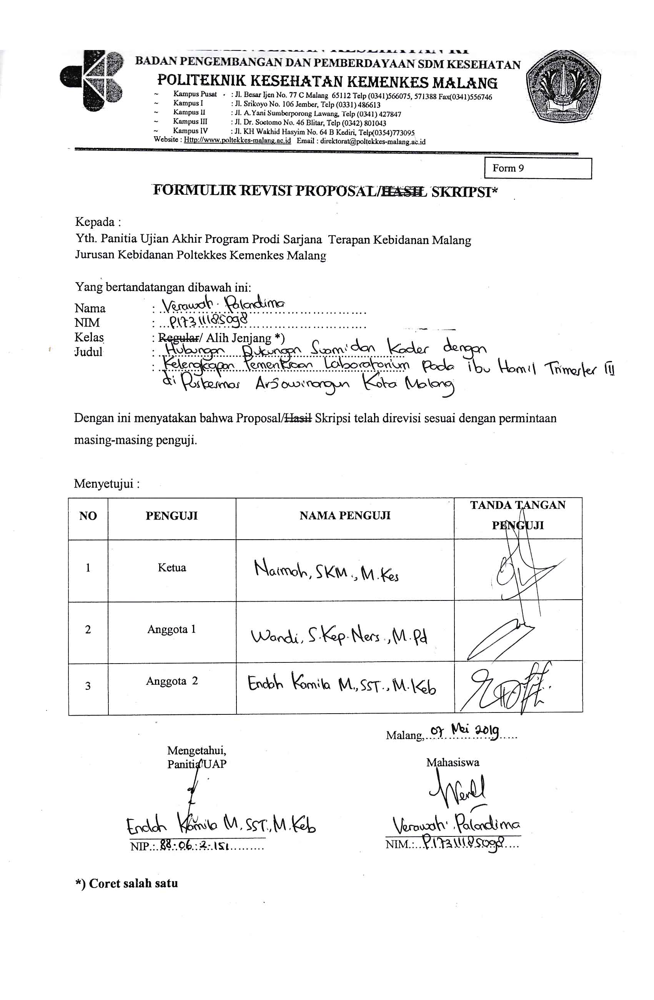 KEMENTERIAN KESEHATAN RI
BADAN PENGEMBANGAN DAN PEMBERDAYAAN SDM KESEHATAN
POLITEKNIK KESEHATAN KEMENKES MALANG
~ Kampus Pusat : Jl. Besar Ijen No. 77 C Malang 65112 Telp (0341)566075, 571388 Fax(0341)556746
~ Kampus I : Jl. Srikoyo No. 106 Jember, Telp (0331) 486613
~ Kampus II : Jl. A.Yani Sumberporong Lawang, Telp (0341) 427847
~ Kampus III : Jl. Dr. Soetomo No. 46 Blitar, Telp (0342) 801043
~ Kampus IV : Jl. KH Wakhid Hasyim No. 64 B Kediri, Telp(0354)773095
Website : Http://www.poltekkes-malang.ac.id Email : direktorat@poltekkes-malang.ac.id
Form 9
FORMULIR REVISI PROPOSAL/HASIL SKRIPSI*
Kepada :
Yth. Panitia Ujian Akhir Program Prodi Sarjana Terapan Kebidanan Malang
Jurusan Kebidanan Poltekkes Kemenkes Malang
Yang bertandatangan dibawah ini:
Nama : Verawati Palandima
NIM : P17311185098
Kelas : Regular/ Alih Jenjang *)
Judul : Hubungan Dukungan Suami dan Kader dengan
: Kelengkapan Pemeriksaan Laboratorium pada ibu Hamil Trimester III
di Puskesmas Arjowinangun Kota Malang
Dengan ini menyatakan bahwa Proposal/Hasil Skripsi telah direvisi sesuai dengan permintaan
masing-masing penguji.
Menyetujui :
NO PENGUJI NAMA PENGUJI TANDA TANGAN
PENGUJI
1 Ketua Naimah, SKM., M.Kes
2 Anggota 1 Wandi, S.Kep.Ners., M.Pd
3 Anggota 2 Endah Kamila M., SST., M.Keb
Malang, 07 Mei 2019
Mengetahui,
Panitia UAP
Mahasiswa
Endah Kamila M, SST., M.Keb
Verawati Palandima
NIP.: 88.06.2.151
NIM.: P17311185098
*) Coret salah satu